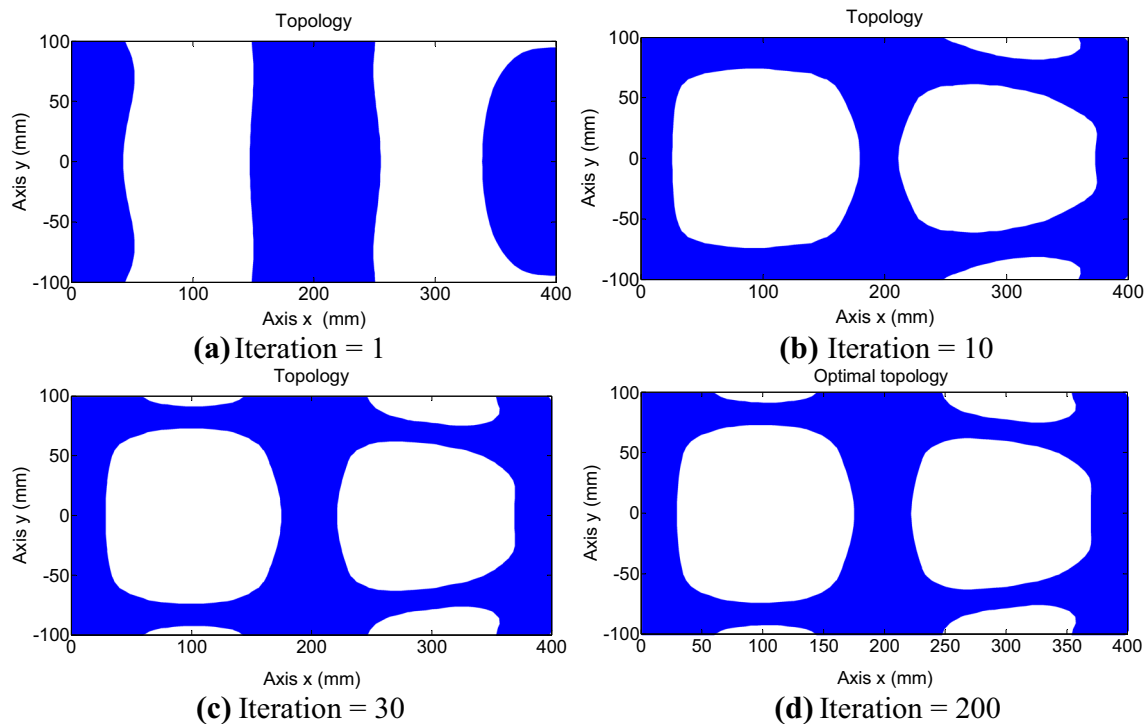 Topology
100
50
0
-50
-100
Axis y (mm)
0 100 200 300 400
Axis x (mm)
(a) Iteration = 1
Topology
100
50
0
-50
-100
Axis y (mm)
0 100 200 300 400
Axis x (mm)
(b) Iteration = 10
Topology
100
50
0
-50
-100
Axis y (mm)
0 100 200 300 400
Axis x (mm)
(c) Iteration = 30
Optimal topology
100
50
0
-50
-100
Axis y (mm)
0 50 100 150 200 250 300 350 400
Axis x (mm)
(d) Iteration = 200